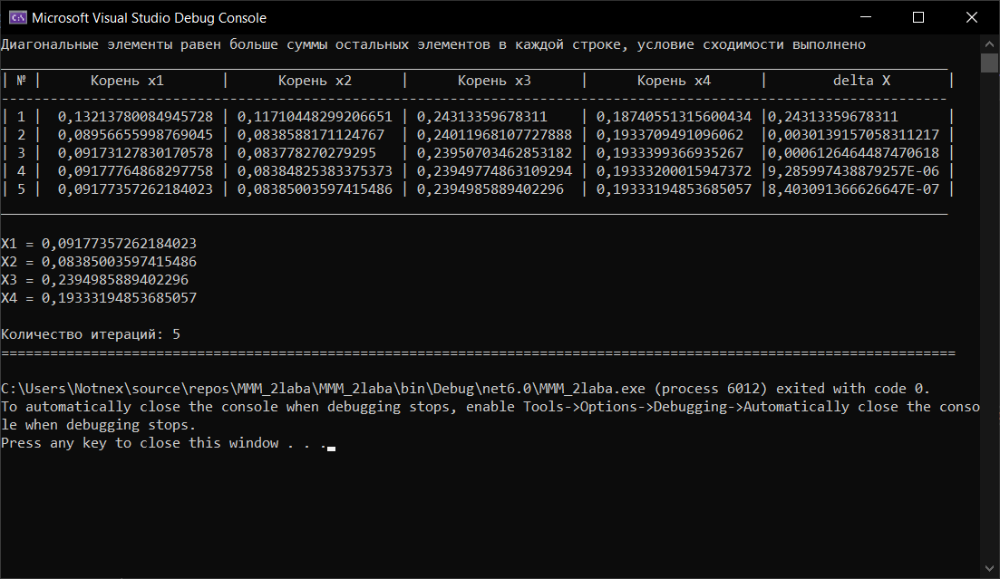 Microsoft Visual Studio Debug Console
Диагональные элементы равен больше суммы остальных элементов в каждой строке, условие сходимости выполнено
| № | Корень x1 | Корень x2 | Корень x3 | Корень x4 | delta X |
| 1 | 0,13213780084945728 | 0,11710448299206651 | 0,24313359678311 | 0,18740551315600434 |0,24313359678311 |
| 2 | 0,08956655998769045 | 0,0838588171124767 | 0,24011968107727888 | 0,1933709491096062 |0,0030139157058311217 |
| 3 | 0,09173127830170578 | 0,083778270279295 | 0,23950703462853182 | 0,1933399366935267 |0,0006126464487470618 |
| 4 | 0,09177764868297758 | 0,08384825383375373 | 0,23949774863109294 | 0,19333200015947372 |9,285997438879257E-06 |
| 5 | 0,09177357262184023 | 0,08385003597415486 | 0,2394985889402296 | 0,19333194853685057 |8,403091366626647E-07 |
X1 = 0,09177357262184023
X2 = 0,08385003597415486
X3 = 0,2394985889402296
X4 = 0,19333194853685057
Количество итераций: 5
=====================================================================================================================
C:\Users\Notnex\source\repos\MMM_2laba\MMM_2laba\bin\Debug\net6.0\MMM_2laba.exe (process 6012) exited with code 0.
To automatically close the console when debugging stops, enable Tools->Options->Debugging->Automatically close the conso
le when debugging stops.
Press any key to close this window . . .